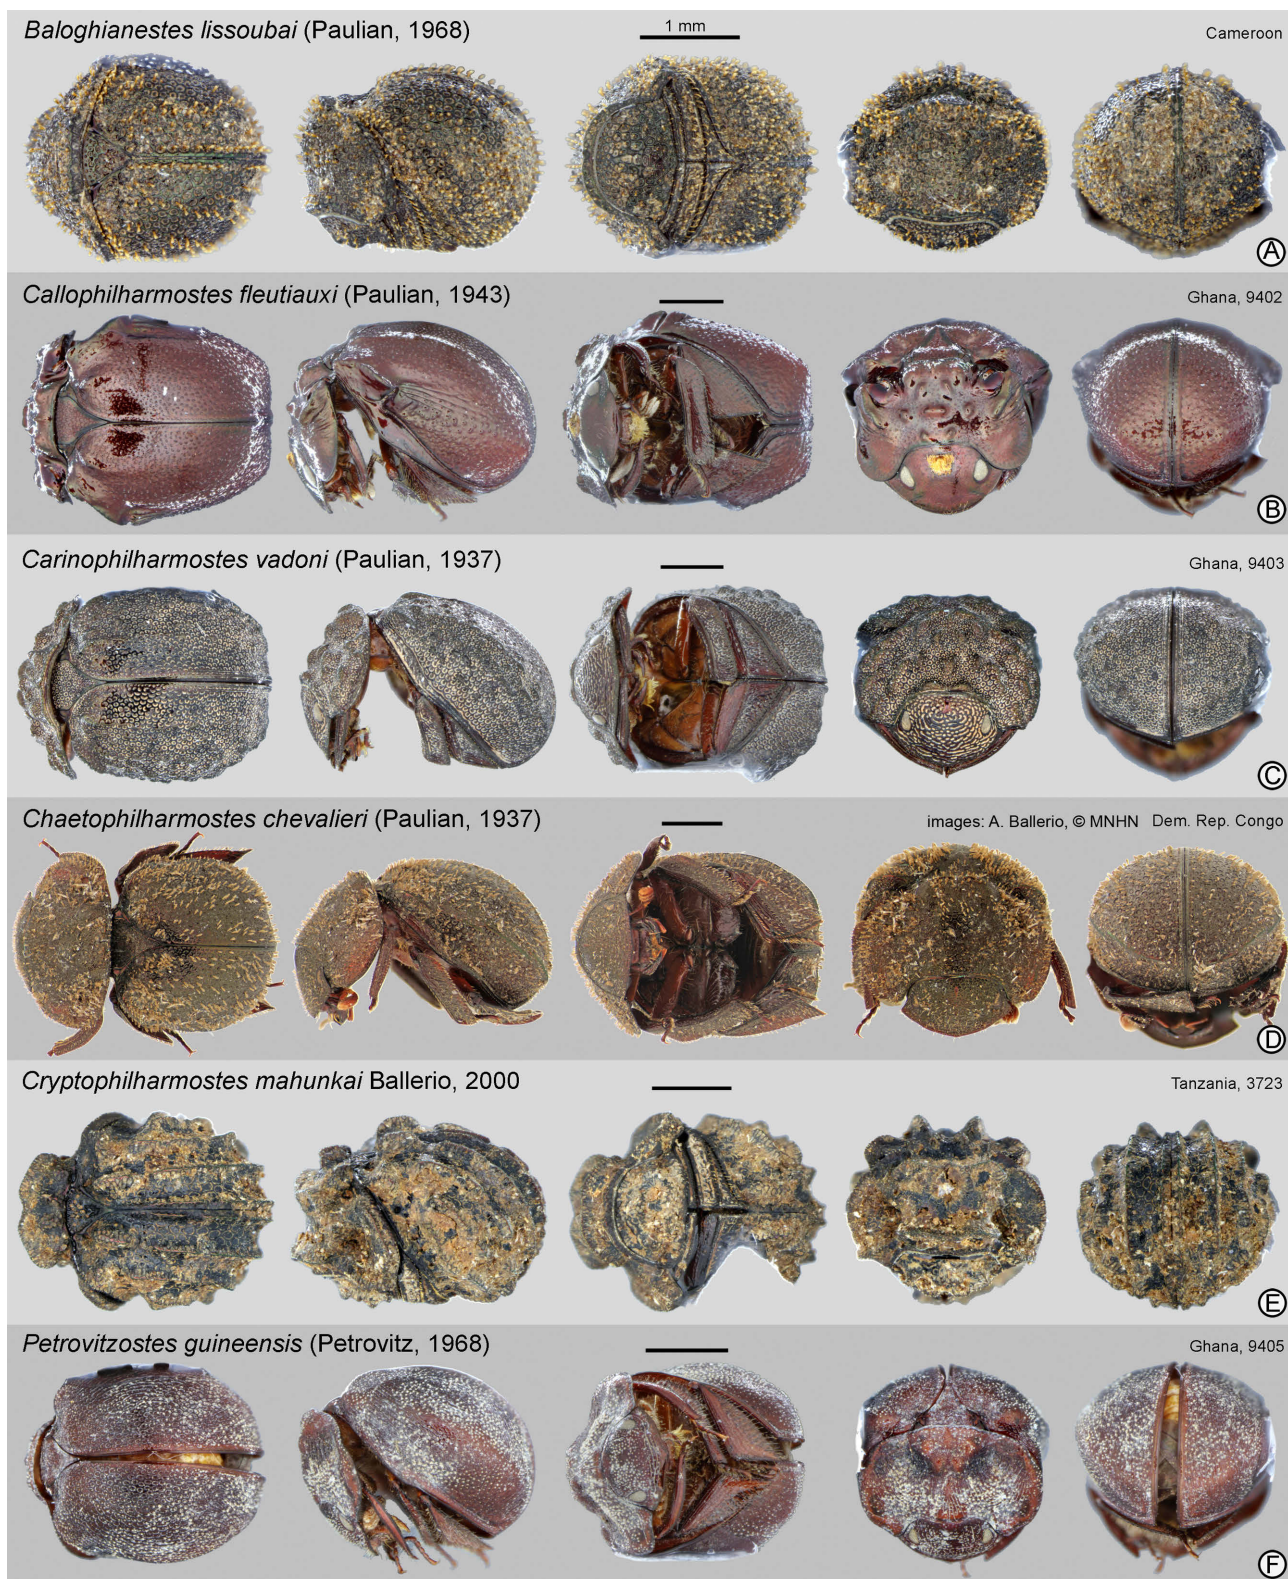 Baloghianestes lissoubai (Paulian, 1968)
1 mm
Cameroon
A
Callophilharmostes fleutiauxi (Paulian, 1943)
Ghana, 9402
B
Carinophilharmostes vadoni (Paulian, 1937)
Ghana, 9403
C
Chaetophilharmostes chevalieri (Paulian, 1937)
images: A. Ballerio, © MNHN Dem. Rep. Congo
D
Cryptophilharmostes mahunkai Ballerio, 2000
Tanzania, 3723
E
Petrovitzostes guineensis (Petrovitz, 1968)
Ghana, 9405
F